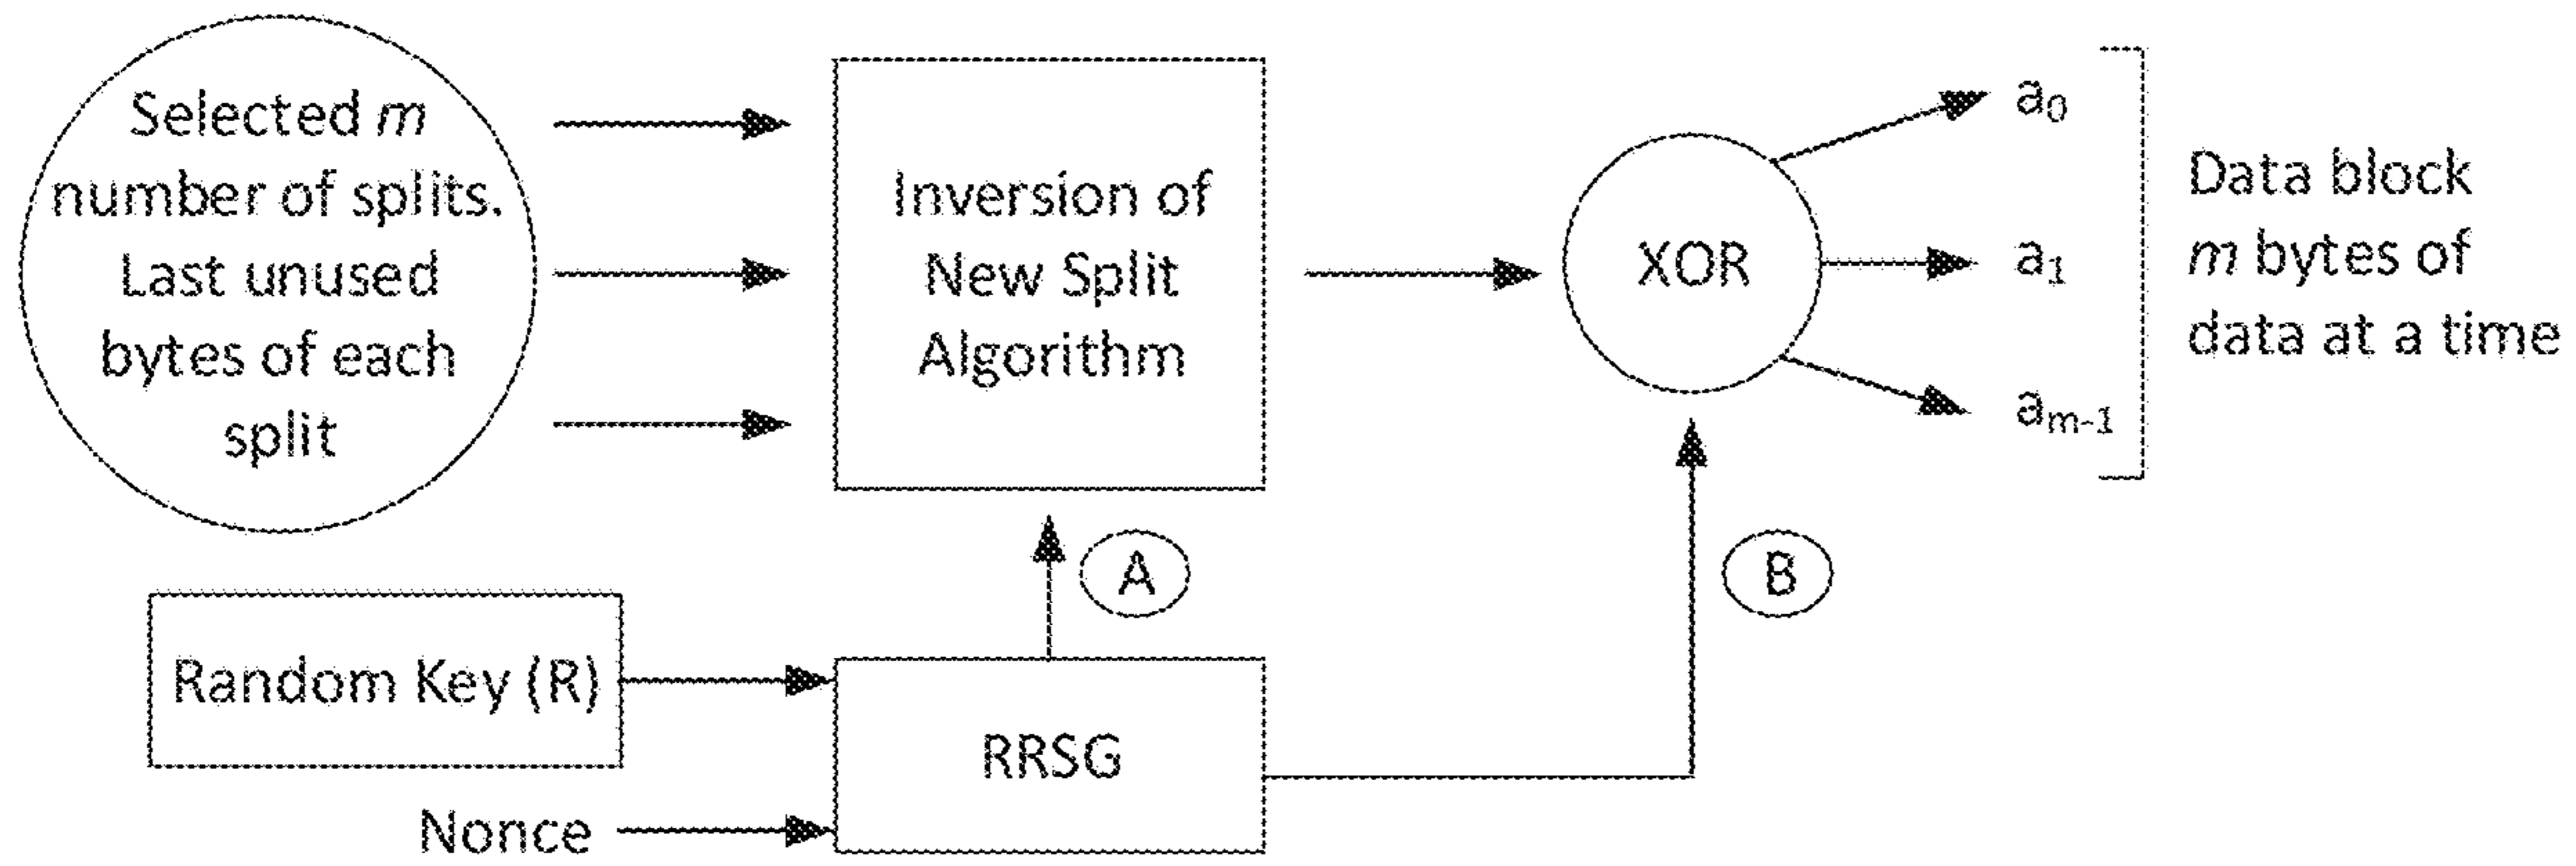 Selected m
number of splits.
Last unused
bytes of each
split
Inversion of
New Split
Algorithm
XOR
a₀
a₁
aₘ₋₁
Data block
m bytes of
data at a time
A
B
Random Key (R)
RRSG
Nonce